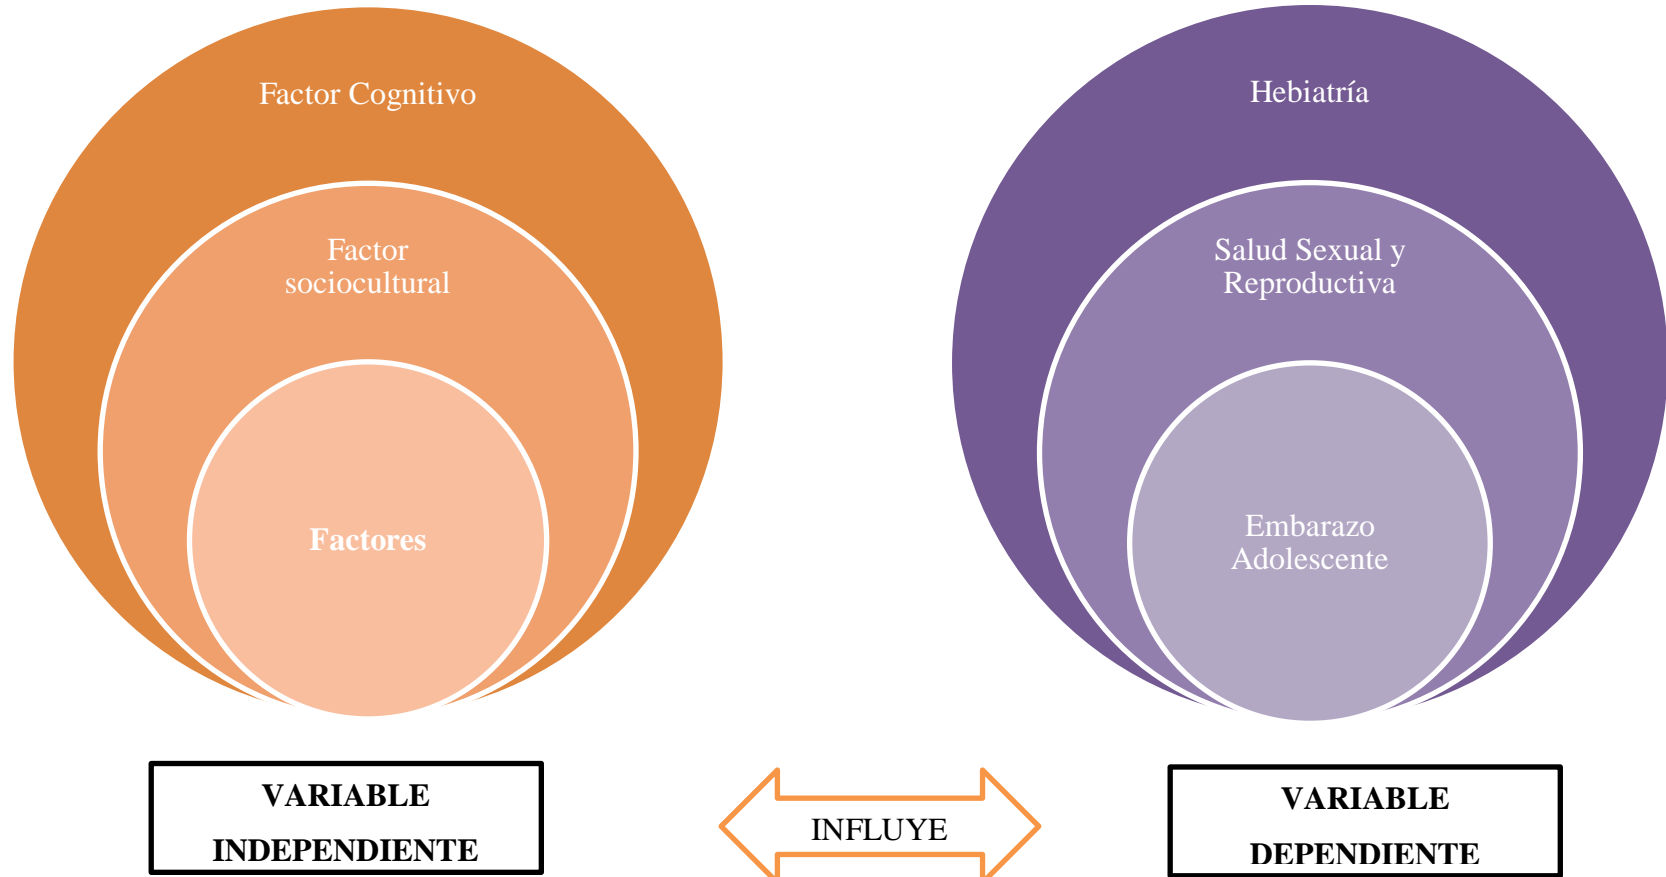 Factor Cognitivo
Factor
sociocultural
Factores
Hebiatría
Salud Sexual y
Reproductiva
Embarazo
Adolescente
VARIABLE
INDEPENDIENTE
INFLUYE
VARIABLE
DEPENDIENTE